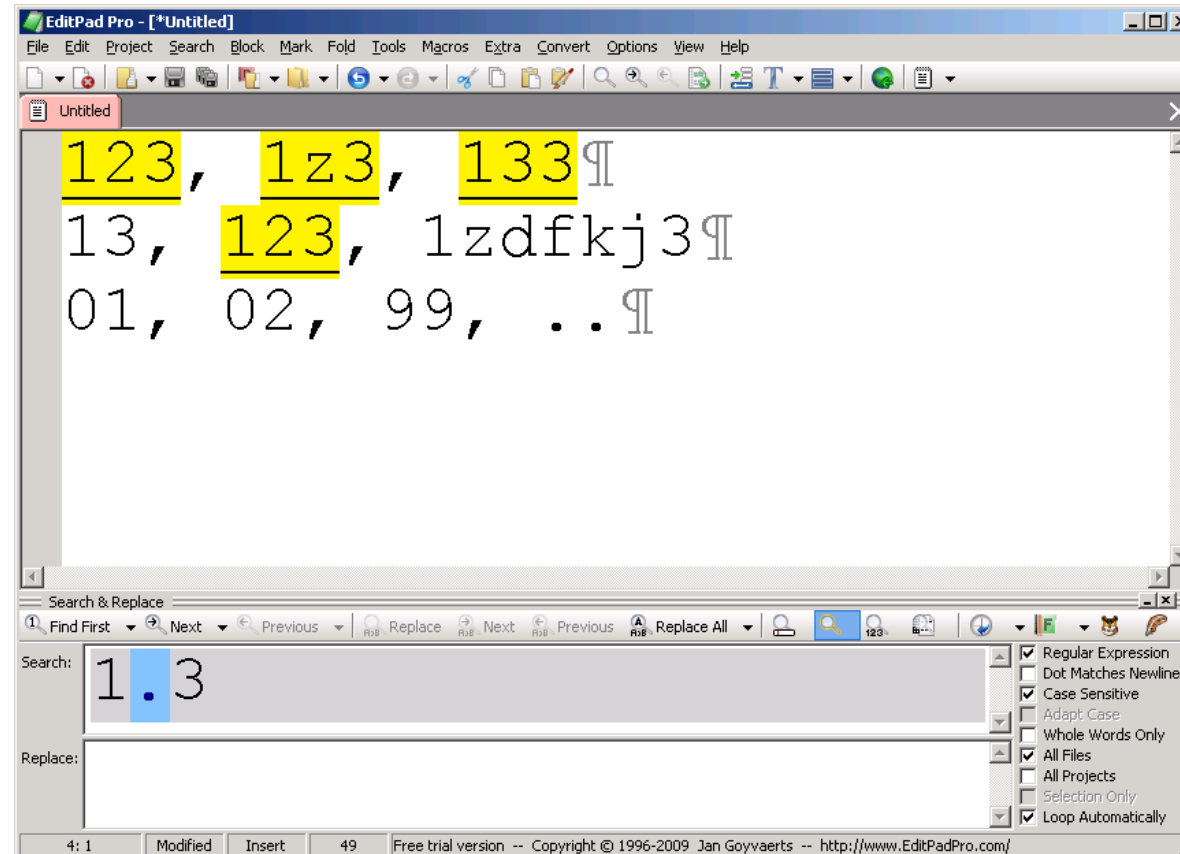 EditPad Pro - [*Untitled]
File Edit Project Search Block Mark Fold Tools Macros Extra Convert Options View Help
Untitled
123, 1z3, 133¶
13, 123, 1zdfkj3¶
01, 02, 99, ..¶
Search & Replace
Find First Next Previous Replace Next Previous Replace All
Search: 1.3
Replace:
Regular Expression
Dot Matches Newline
Case Sensitive
Adapt Case
Whole Words Only
All Files
All Projects
Selection Only
Loop Automatically
4: 1 Modified Insert 49 Free trial version -- Copyright © 1996-2009 Jan Goyvaerts -- http://www.EditPadPro.com/